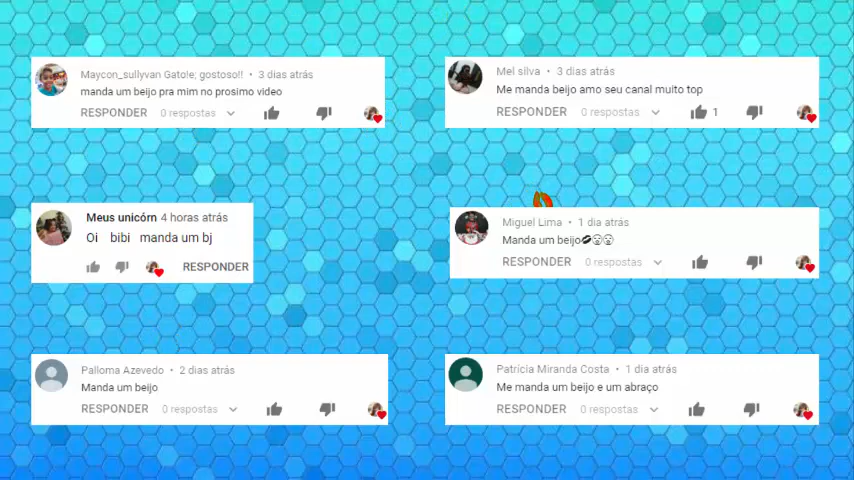 Maycon_sullyvan Gatole; gostoso!! • 3 dias atrás
manda um beijo pra mim no prosimo video
RESPONDER 0 respostas
Mel silva • 3 dias atrás
Me manda beijo amo seu canal muito top
RESPONDER 0 respostas 1
Meus unicórn 4 horas atrás
Oi bibi manda um bj
RESPONDER
Miguel Lima • 1 dia atrás
Manda um beijo💋😘😘
RESPONDER 0 respostas
Palloma Azevedo • 2 dias atrás
Manda um beijo
RESPONDER 0 respostas
Patrícia Miranda Costa • 1 dia atrás
Me manda um beijo e um abraço
RESPONDER 0 respostas